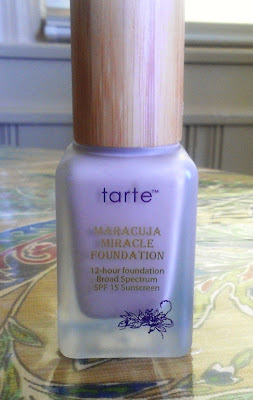 tarte™
MARACUJA
MIRACLE
FOUNDATION
12-hour foundation
Broad Spectrum
SPF 15 Sunscreen